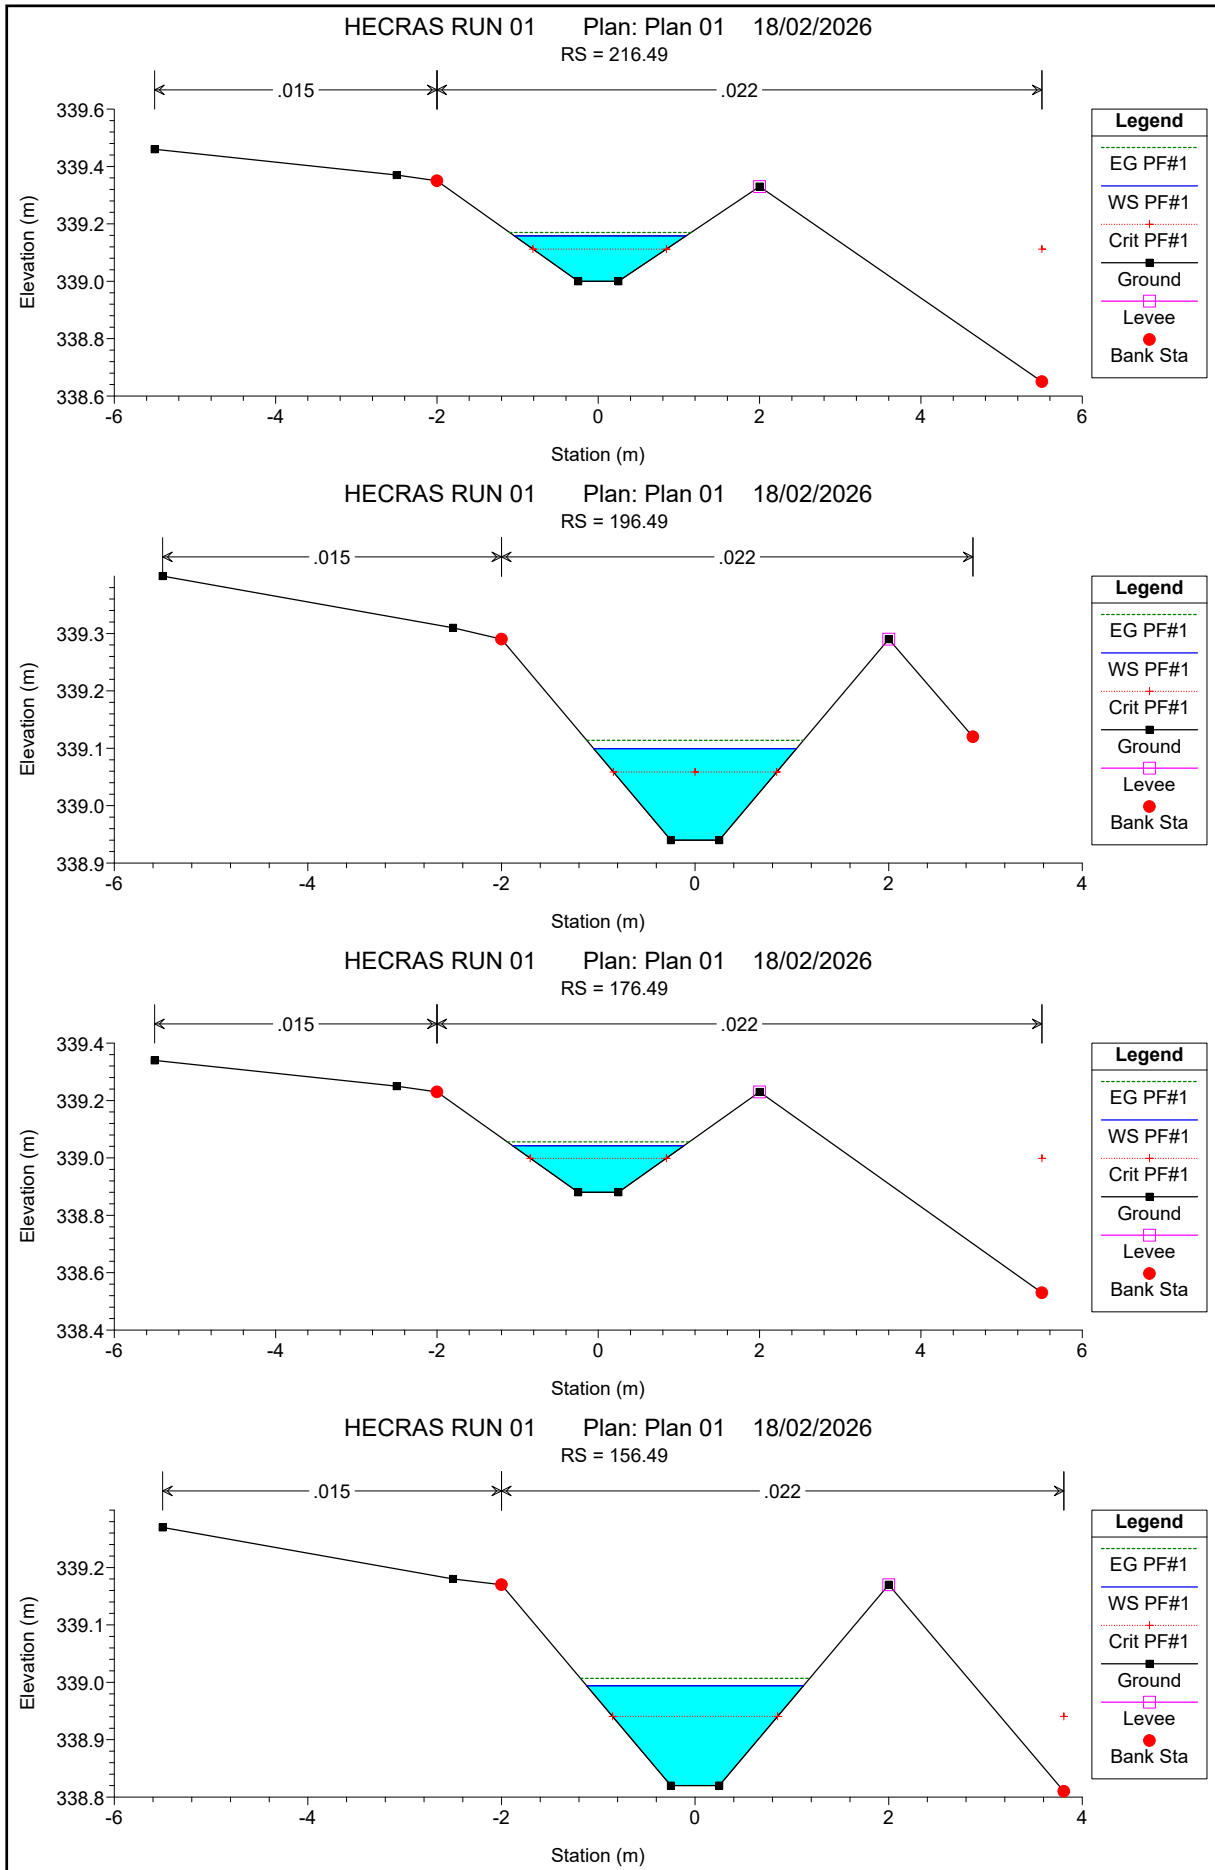 HECRAS RUN 01 Plan: Plan 01 18/02/2026
RS = 216.49
.015 .022
339.6
339.4
339.2
339.0
338.8
338.6
Elevation (m)
-6 -4 -2 0 2 4 6
Station (m)
Legend
EG PF#1
WS PF#1
Crit PF#1
Ground
Levee
Bank Sta
HECRAS RUN 01 Plan: Plan 01 18/02/2026
RS = 196.49
.015 .022
339.3
339.2
339.1
339.0
338.9
Elevation (m)
-6 -4 -2 0 2 4
Station (m)
Legend
EG PF#1
WS PF#1
Crit PF#1
Ground
Levee
Bank Sta
HECRAS RUN 01 Plan: Plan 01 18/02/2026
RS = 176.49
.015 .022
339.4
339.2
339.0
338.8
338.6
338.4
Elevation (m)
-6 -4 -2 0 2 4 6
Station (m)
Legend
EG PF#1
WS PF#1
Crit PF#1
Ground
Levee
Bank Sta
HECRAS RUN 01 Plan: Plan 01 18/02/2026
RS = 156.49
.015 .022
339.2
339.1
339.0
338.9
338.8
Elevation (m)
-6 -4 -2 0 2 4
Station (m)
Legend
EG PF#1
WS PF#1
Crit PF#1
Ground
Levee
Bank Sta